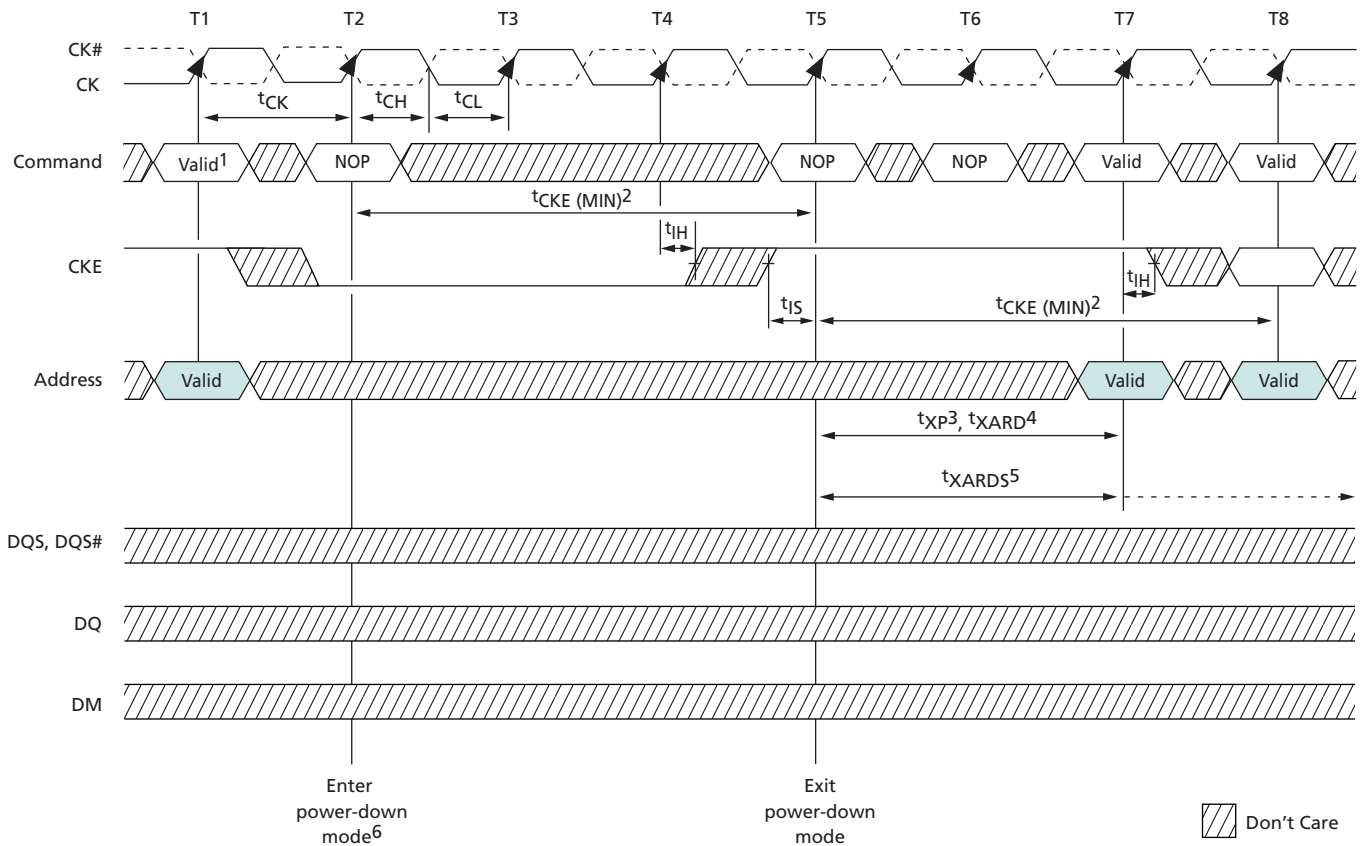 T1 T2 T3 T4 T5 T6 T7 T8
CK#
CK
tCK tCH tCL
Command Valid1 NOP NOP NOP Valid Valid
tCKE (MIN)2
tIH
CKE
tIH
tIS tCKE (MIN)2
Address Valid Valid Valid
tXP3, tXARD4
tXARDS5
DQS, DQS#
DQ
DM
Enter
power-down
mode6
Exit
power-down
mode
Don't Care